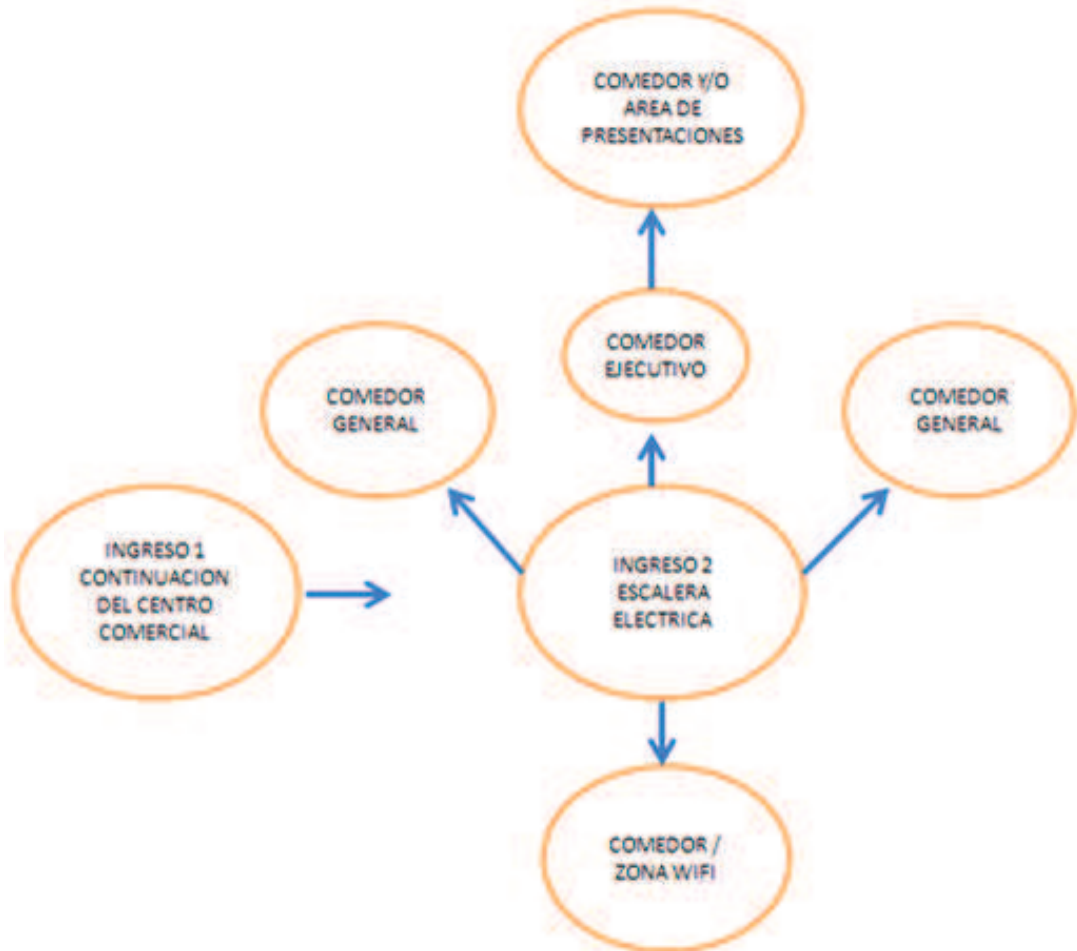 COMEDOR Y/O
AREA DE
PRESENTACIONES
COMEDOR
EJECUTIVO
COMEDOR
GENERAL
COMEDOR
GENERAL
INGRESO 1
CONTINUACION
DEL CENTRO
COMERCIAL
INGRESO 2
ESCALERA
ELECTRICA
COMEDOR /
ZONA WIFI